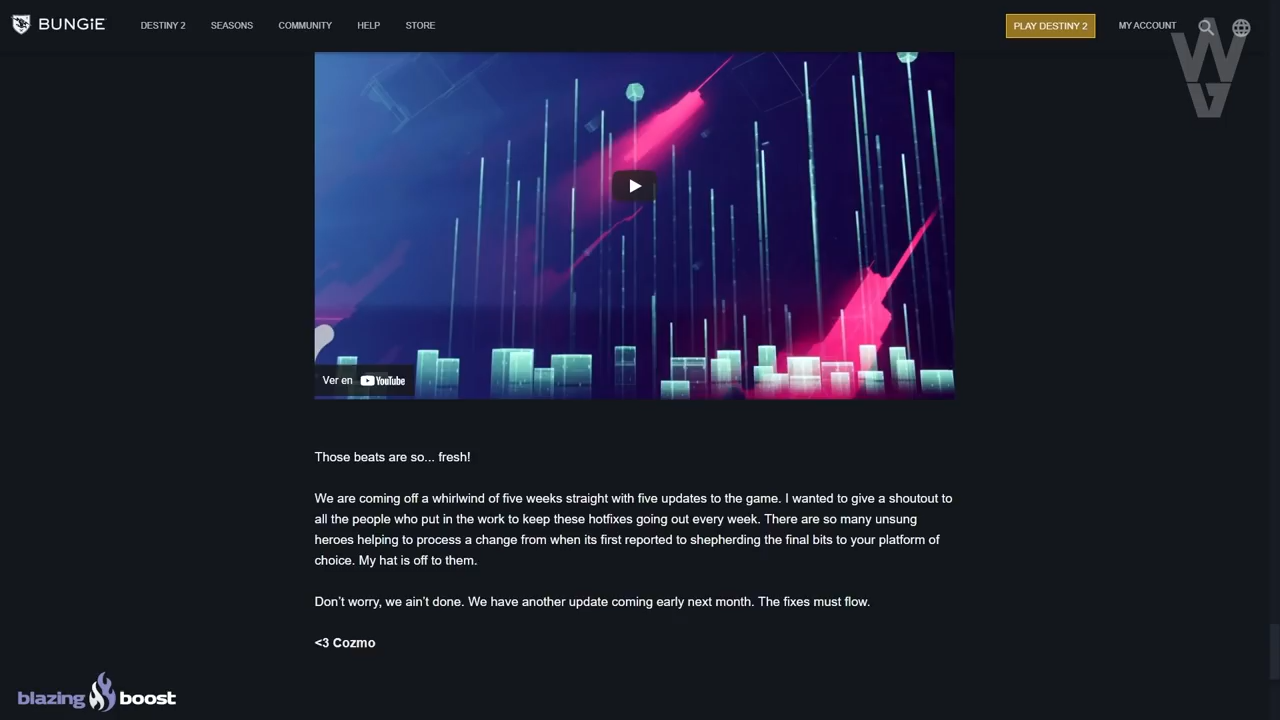 BUNGiE DESTINY 2 SEASONS COMMUNITY HELP STORE PLAY DESTINY 2 MY ACCOUNT
WG
Ver en YouTube
Those beats are so... fresh!
We are coming off a whirlwind of five weeks straight with five updates to the game. I wanted to give a shoutout to
all the people who put in the work to keep these hotfixes going out every week. There are so many unsung
heroes helping to process a change from when its first reported to shepherding the final bits to your platform of
choice. My hat is off to them.
Don't worry, we ain't done. We have another update coming early next month. The fixes must flow.
<3 Cozmo
blazing boost